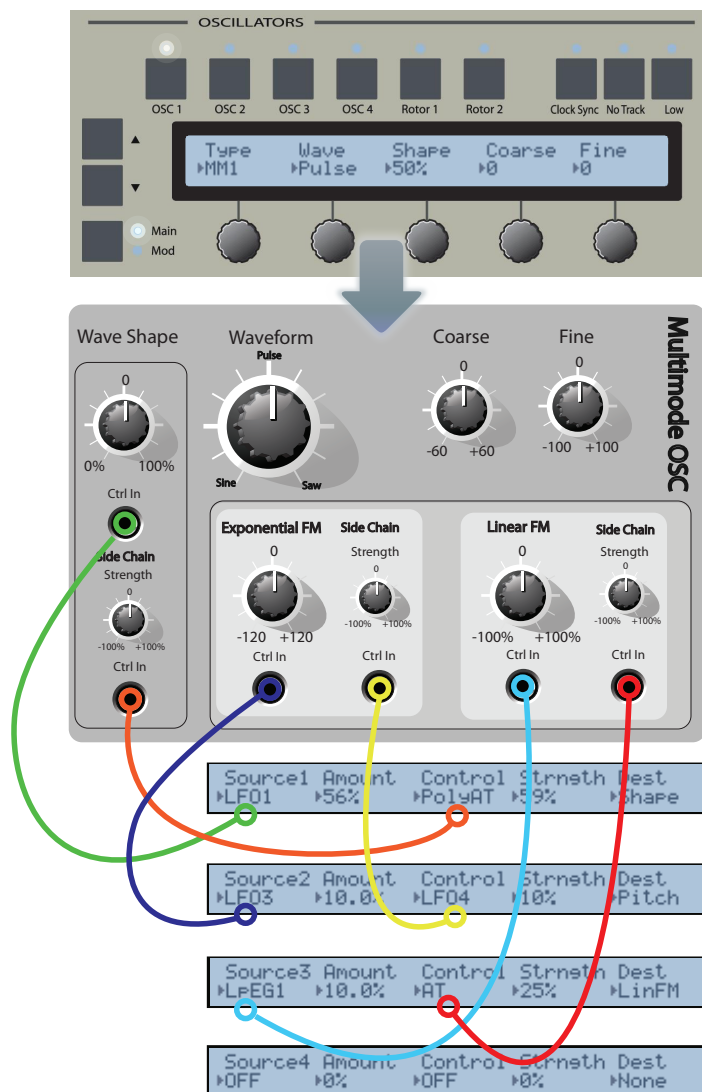 OSCILLATORS
OSC 1 OSC 2 OSC 3 OSC 4 Rotor 1 Rotor 2 Clock Sync No Track Low
Type Wave Shape Coarse Fine
MM1 Pulse 50% 0 0
Main
Mod
Multimode OSC
Wave Shape Waveform Coarse Fine
Pulse
0 0 0
-60 +60 -100 +100
0% 100%
Sine Saw
Ctrl In
Exponential FM Side Chain Linear FM Side Chain
Side Chain
Strength Strength Strength
0 0 0 0 0
-120 +120 -100% +100% -100% +100% -100% +100%
-100% +100%
Ctrl In Ctrl In Ctrl In Ctrl In
Ctrl In
Source1 Amount Control Strngth Dest
LFO1 56% PolyAT 99% Shape
Source2 Amount Control Strngth Dest
LFO3 10.0% LFO4 10% Pitch
Source3 Amount Control Strngth Dest
LpEG1 10.0% AT 25% LinFM
Source4 Amount Control Strngth Dest
OFF 0% OFF 0% None